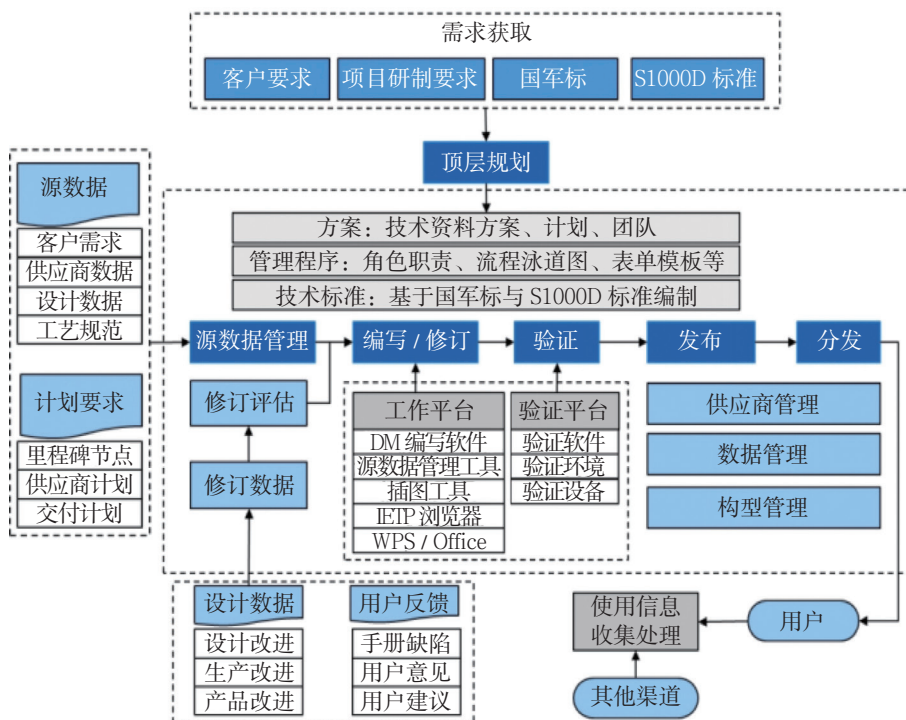 需求获取
客户要求
项目研制要求
国军标
S1000D 标准
顶层规划
源数据
客户需求
供应商数据
设计数据
工艺规范
计划要求
里程碑节点
供应商计划
交付计划
方案：技术资料方案、计划、团队
管理程序：角色职责、流程泳道图、表单模板等
技术标准：基于国军标与 S1000D 标准编制
源数据管理
编写 / 修订
验证
发布
分发
修订评估
修订数据
工作平台
DM 编写软件
源数据管理工具
插图工具
IETP 浏览器
WPS / Office
验证平台
验证软件
验证环境
验证设备
供应商管理
数据管理
构型管理
设计数据
设计改进
生产改进
产品改进
用户反馈
手册缺陷
用户意见
用户建议
使用信息
收集处理
用户
其他渠道